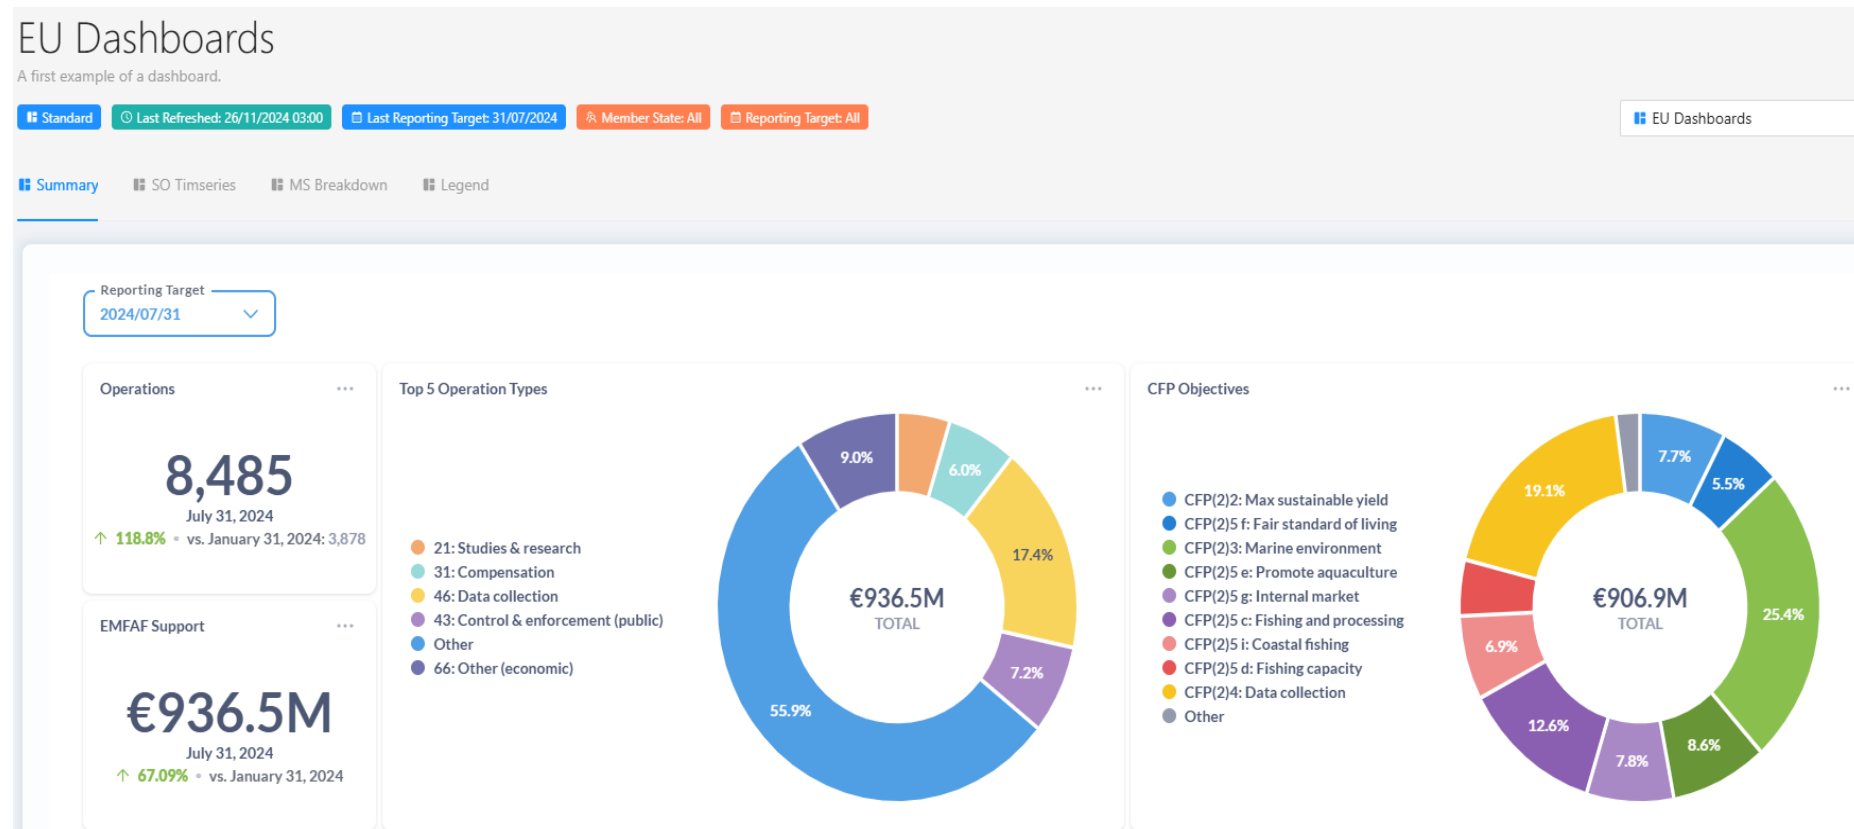 EU Dashboards
A first example of a dashboard.
Standard
Last Refreshed: 26/11/2024 03:00
Last Reporting Target: 31/07/2024
Member State: All
Reporting Target: All
EU Dashboards
Summary
SO Timseries
MS Breakdown
Legend
Reporting Target
2024/07/31
Operations
8,485
July 31, 2024
118.8% • vs. January 31, 2024: 3,878
EMFAF Support
€936.5M
July 31, 2024
67.09% • vs. January 31, 2024
Top 5 Operation Types
21: Studies & research
31: Compensation
46: Data collection
43: Control & enforcement (public)
Other
66: Other (economic)
9.0%
6.0%
17.4%
7.2%
55.9%
€936.5M
TOTAL
CFP Objectives
CFP(2)2: Max sustainable yield
CFP(2)5 f: Fair standard of living
CFP(2)3: Marine environment
CFP(2)5 e: Promote aquaculture
CFP(2)5 g: Internal market
CFP(2)5 c: Fishing and processing
CFP(2)5 i: Coastal fishing
CFP(2)5 d: Fishing capacity
CFP(2)4: Data collection
Other
7.7%
5.5%
19.1%
25.4%
6.9%
12.6%
7.8%
8.6%
€906.9M
TOTAL